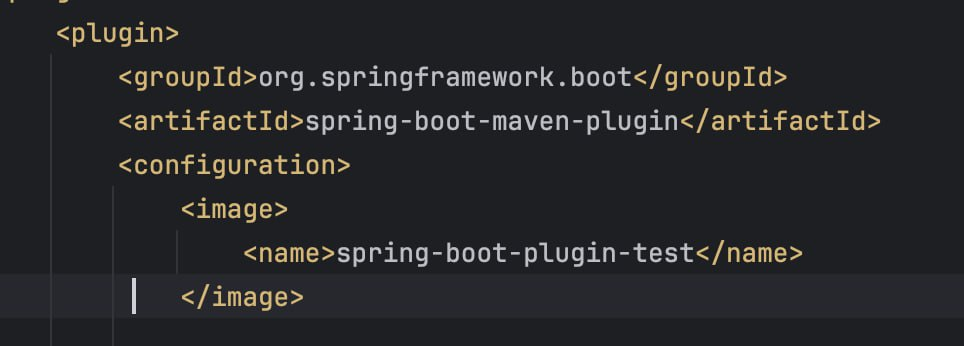 <plugin>
<groupId>org.springframework.boot</groupId>
<artifactId>spring-boot-maven-plugin</artifactId>
<configuration>
<image>
<name>spring-boot-plugin-test</name>
</image>